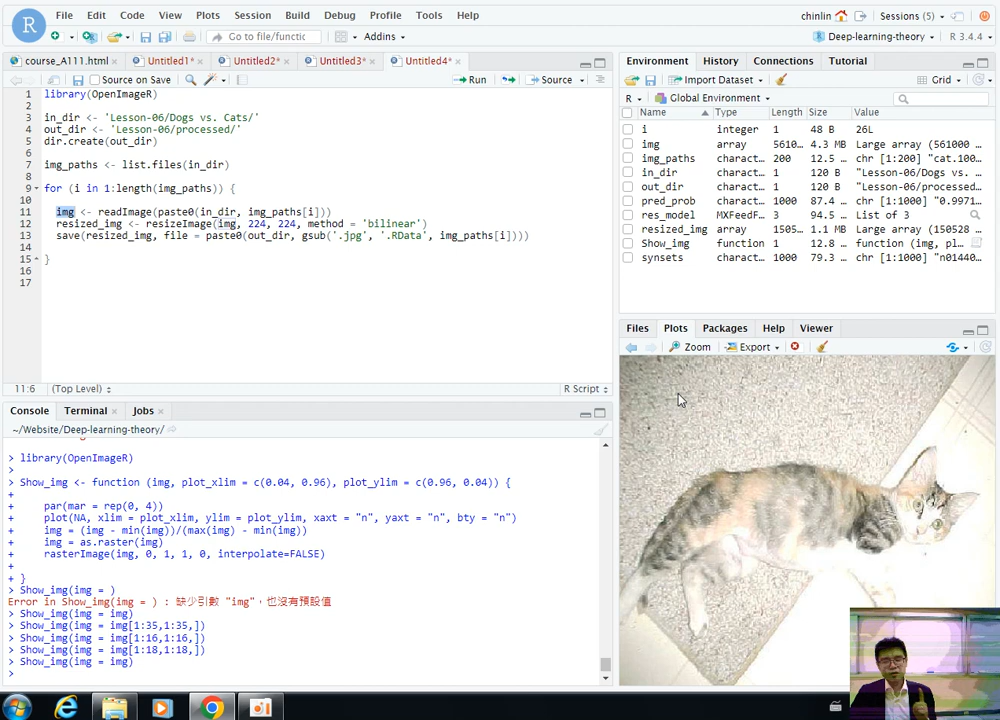 R
File Edit Code View Plots Session Build Debug Profile Tools Help
chinlin
Sessions (5)
Go to file/functic
Addins
Deep-learning-theory
R 3.4.4
course_A111.html
Untitled1*
Untitled2*
Untitled3*
Untitled4*
Source on Save
Run
Source
1 library(OpenImageR)
2
3 in_dir <- 'Lesson-06/Dogs vs. Cats/'
4 out_dir <- 'Lesson-06/processed/'
5 dir.create(out_dir)
6
7 img_paths <- list.files(in_dir)
8
9 for (i in 1:length(img_paths)) {
10
11 img <- readImage(paste0(in_dir, img_paths[i]))
12 resized_img <- resizeImage(img, 224, 224, method = 'bilinear')
13 save(resized_img, file = paste0(out_dir, gsub('.jpg', '.RData', img_paths[i])))
14
15 }
16
17
11:6 (Top Level) R Script
Console Terminal Jobs
~/Website/Deep-learning-theory/
> library(OpenImageR)
>
> Show_img <- function (img, plot_xlim = c(0.04, 0.96), plot_ylim = c(0.96, 0.04)) {
+
+ par(mar = rep(0, 4))
+ plot(NA, xlim = plot_xlim, ylim = plot_ylim, xaxt = "n", yaxt = "n", bty = "n")
+ img = (img - min(img))/(max(img) - min(img))
+ img = as.raster(img)
+ rasterImage(img, 0, 1, 1, 0, interpolate=FALSE)
+
+ }
> Show_img(img = )
Error in Show_img(img = ) : 缺少引數 "img"，也沒有預設值
> Show_img(img = img)
> Show_img(img = img[1:35,1:35,])
> Show_img(img = img[1:16,1:16,])
> Show_img(img = img[1:18,1:18,])
> Show_img(img = img)
>
Environment History Connections Tutorial
Import Dataset
Grid
R
Global Environment
Name Type Length Size Value
i integer 1 48 B 26L
img array 5610… 4.3 MB Large array (561000 …
img_paths charact… 200 12.5 … chr [1:200] "cat.100…
in_dir charact… 1 120 B "Lesson-06/Dogs vs. …
out_dir charact… 1 120 B "Lesson-06/processed…
pred_prob charact… 1000 87.4 … chr [1:1000] "0.9971…
res_model MXFeedF… 3 94.5 … List of 3
resized_img array 1505… 1.1 MB Large array (150528 …
Show_img function 1 12.8 … function (img, pl…
synsets charact… 1000 79.3 … chr [1:1000] "n01440…
Files Plots Packages Help Viewer
Zoom Export